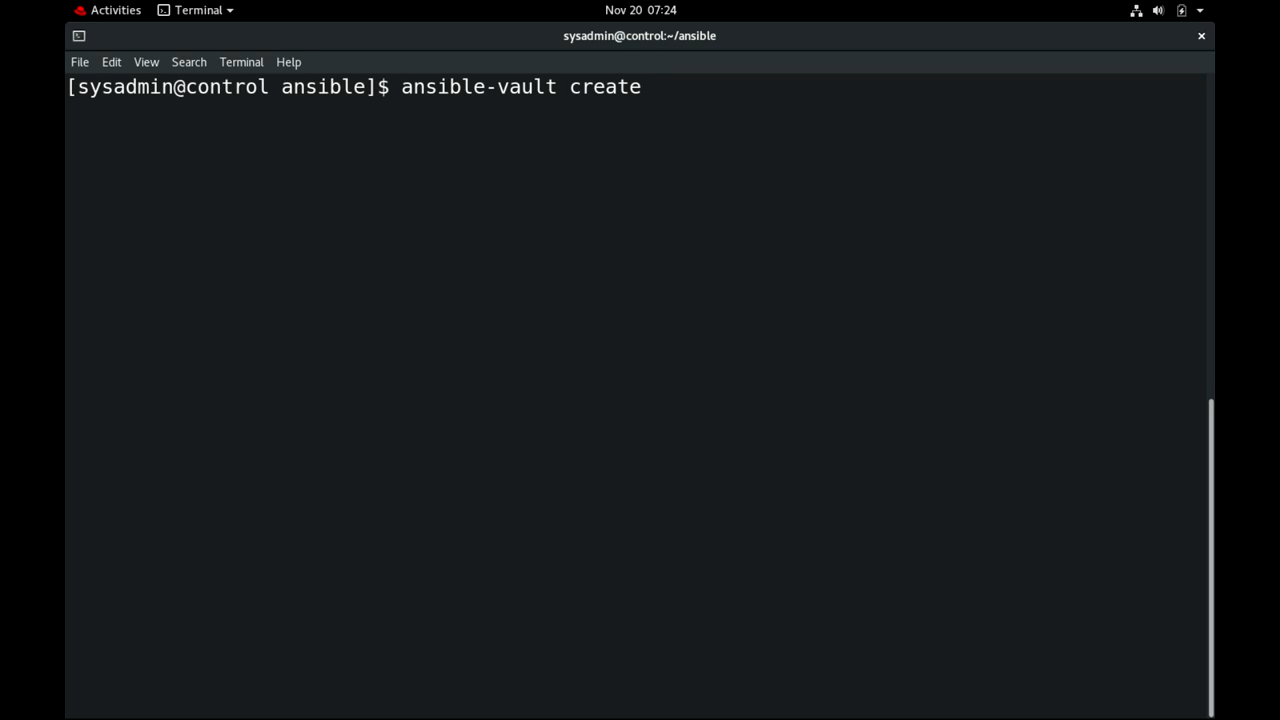 Activities Terminal Nov 20 07:24
sysadmin@control:~/ansible
File Edit View Search Terminal Help
[sysadmin@control ansible]$ ansible-vault create